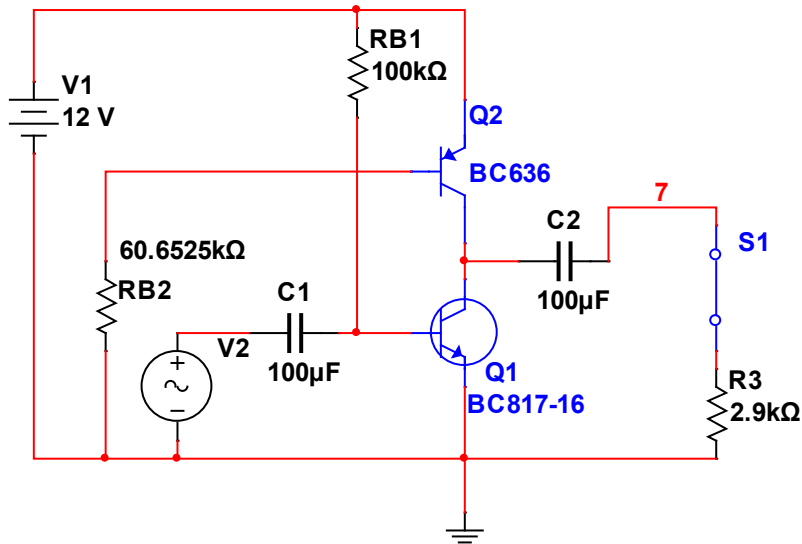 RB1
100kΩ
V1
12 V
Q2
BC636
7
C2
S1
60.6525kΩ
RB2
C1
100µF
V2
100µF
Q1
BC817-16
R3
2.9kΩ